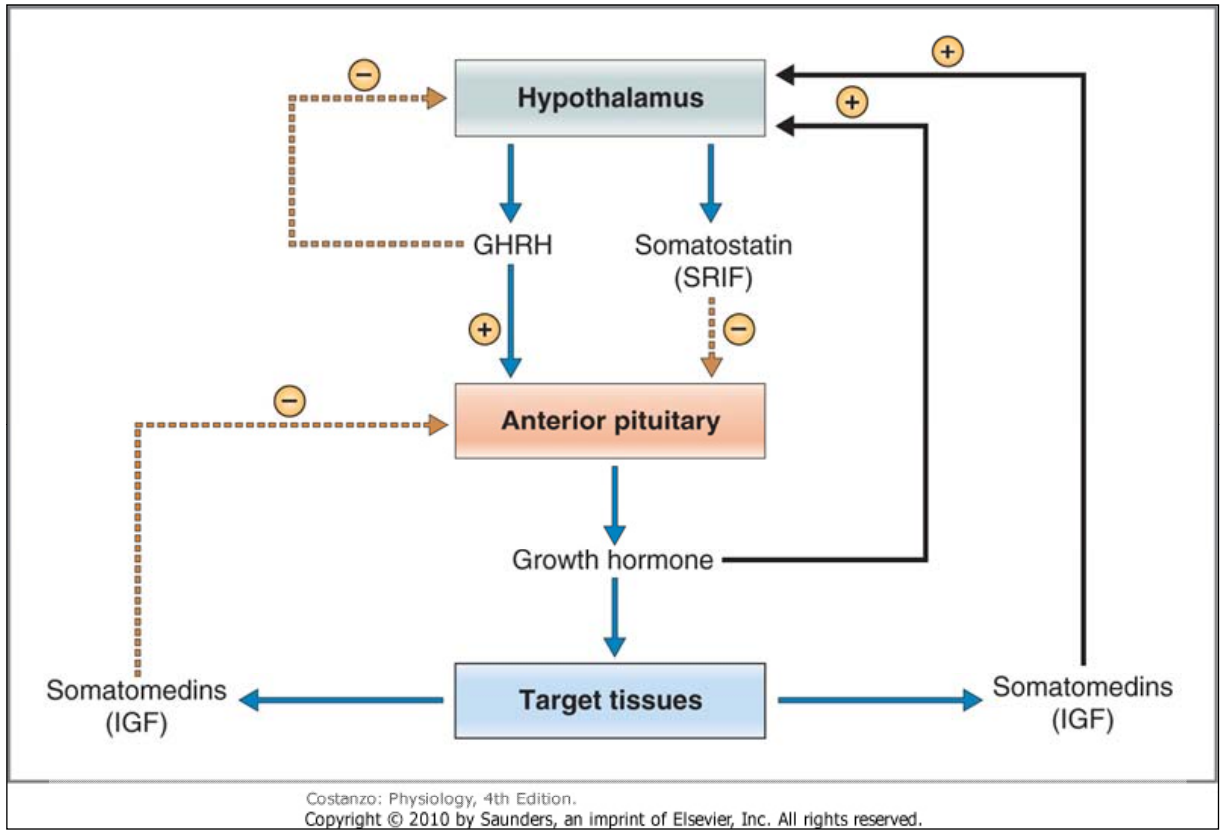 +
−
Hypothalamus
+
GHRH
Somatostatin
(SRIF)
+
−
−
Anterior pituitary
Growth hormone
Somatomedins
(IGF)
Target tissues
Somatomedins
(IGF)
Costanzo: Physiology, 4th Edition.
Copyright © 2010 by Saunders, an imprint of Elsevier, Inc. All rights reserved.